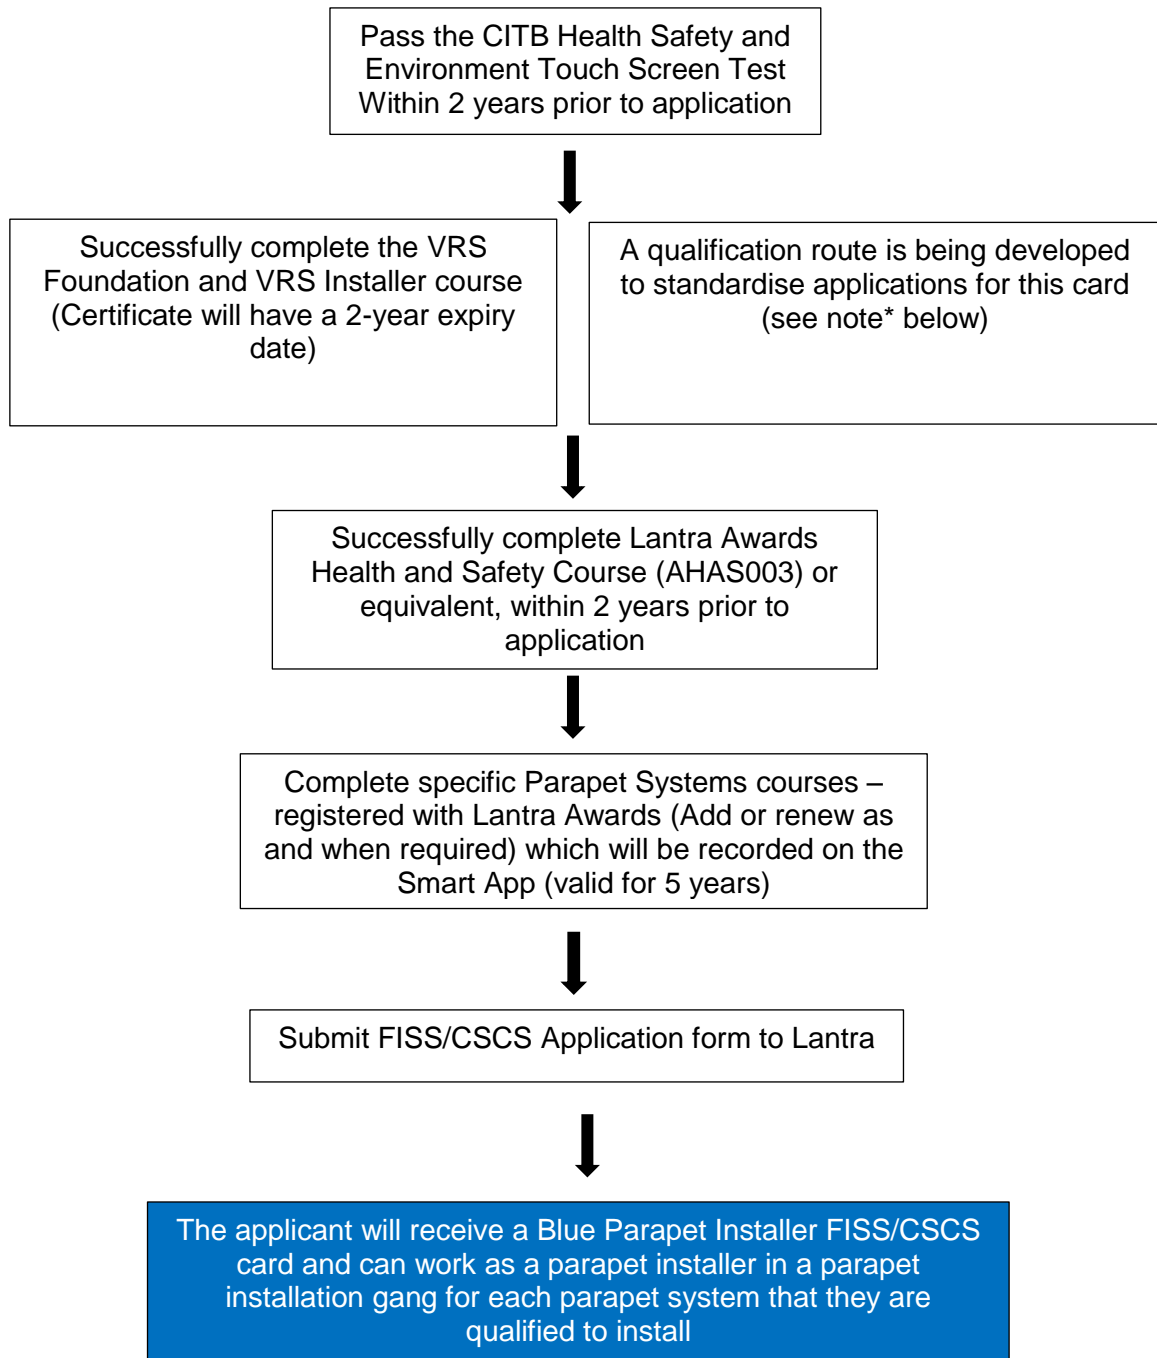 Pass the CITB Health Safety and
Environment Touch Screen Test
Within 2 years prior to application
Successfully complete the VRS
Foundation and VRS Installer course
(Certificate will have a 2-year expiry
date)
A qualification route is being developed
to standardise applications for this card
(see note* below)
Successfully complete Lantra Awards
Health and Safety Course (AHAS003) or
equivalent, within 2 years prior to
application
Complete specific Parapet Systems courses –
registered with Lantra Awards (Add or renew as
and when required) which will be recorded on the
Smart App (valid for 5 years)
Submit FISS/CSCS Application form to Lantra
The applicant will receive a Blue Parapet Installer FISS/CSCS
card and can work as a parapet installer in a parapet
installation gang for each parapet system that they are
qualified to install